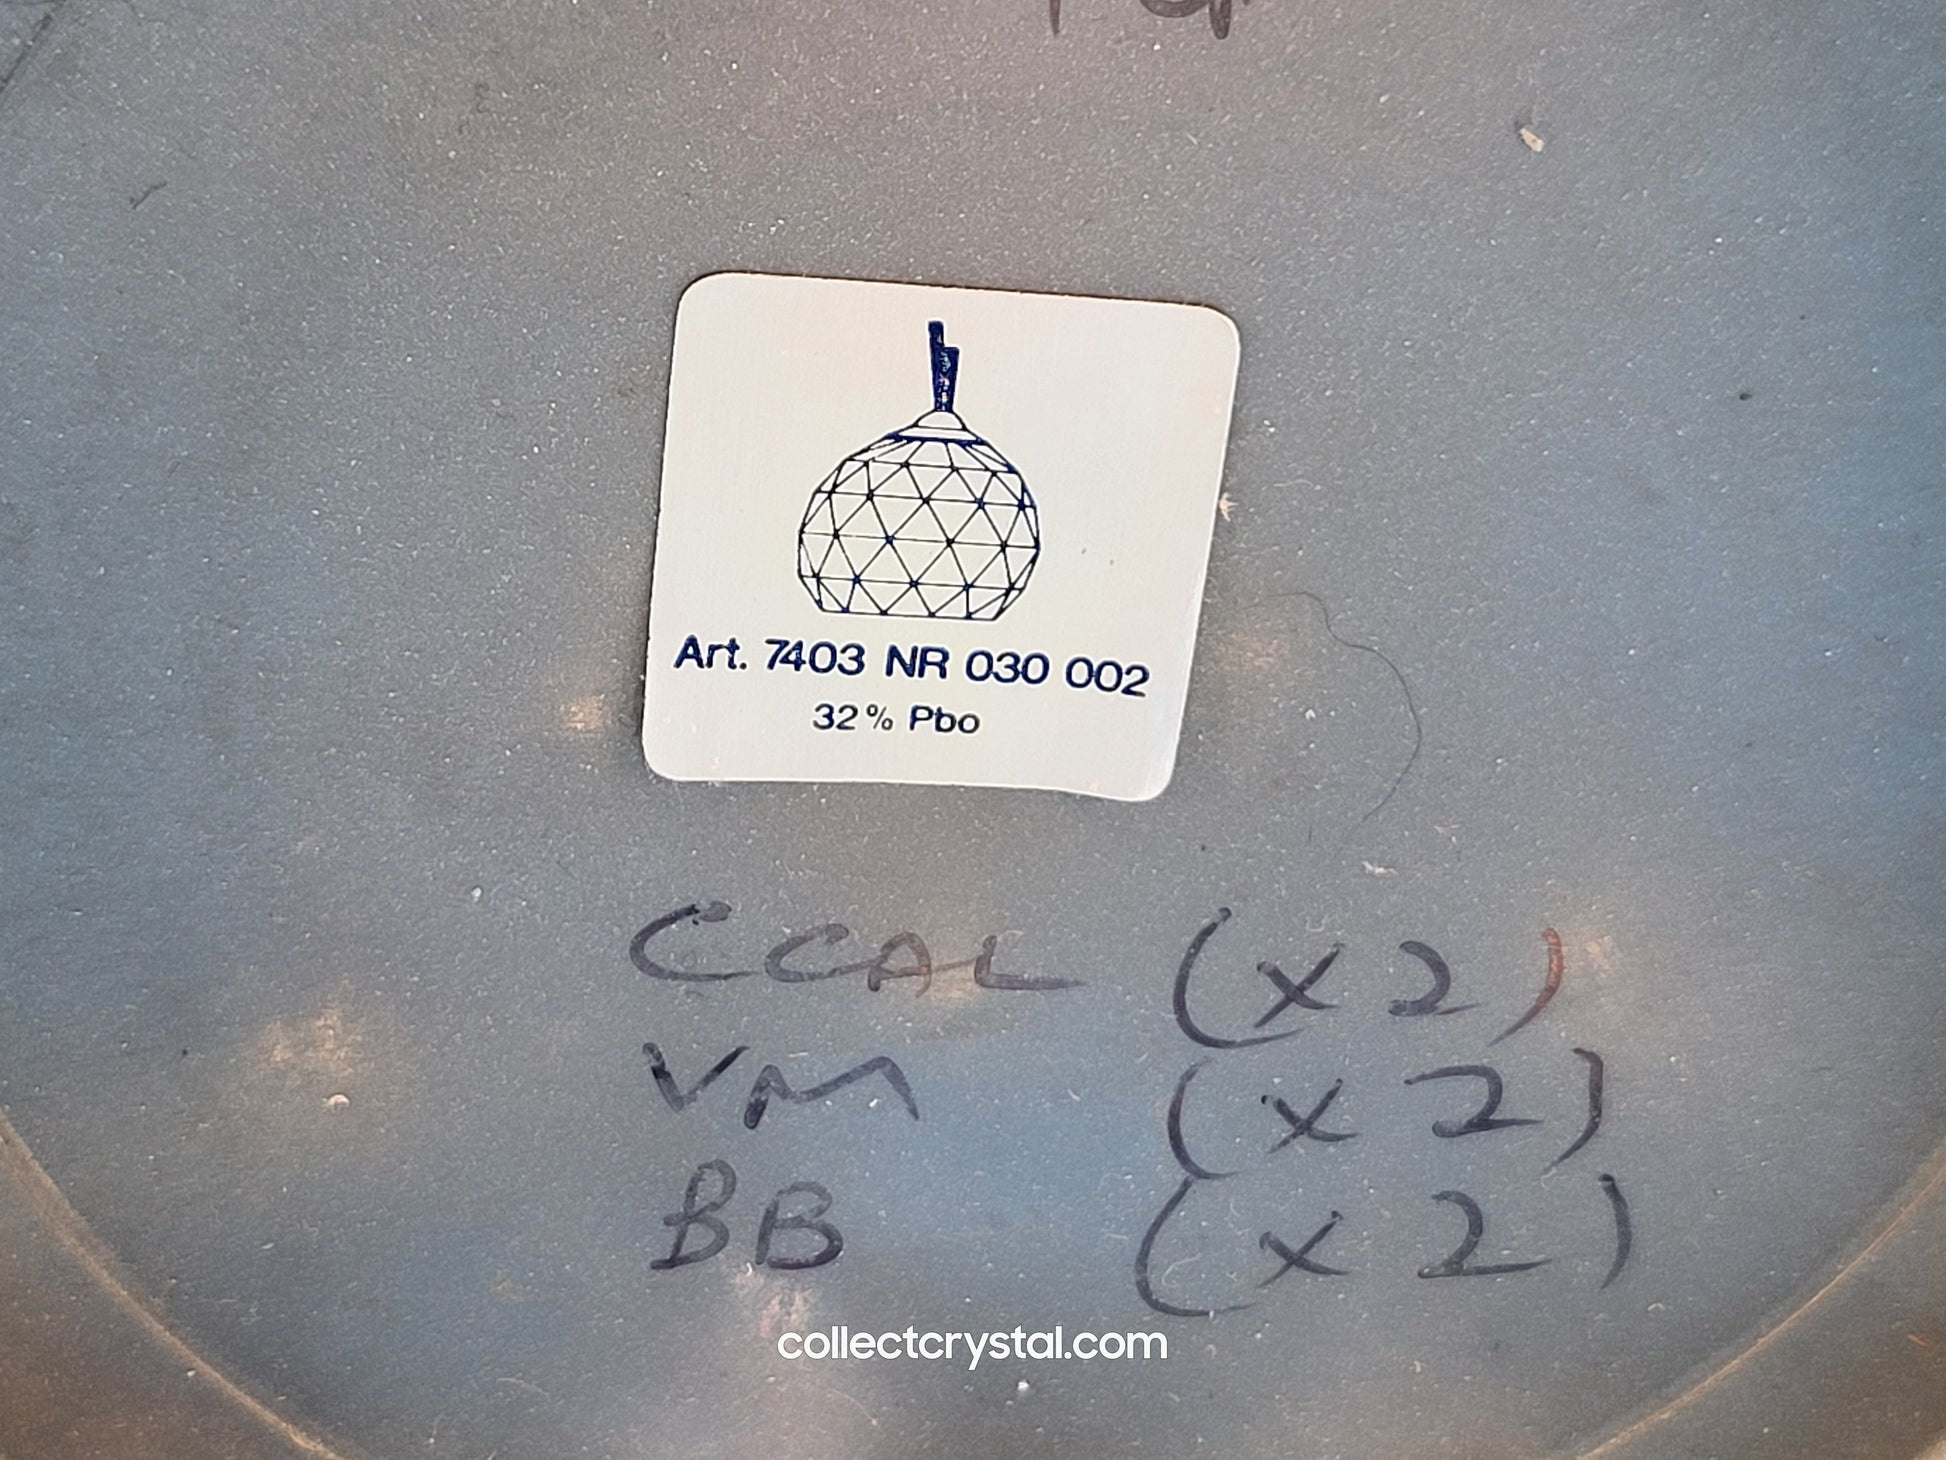 Art. 7403 NR 030 002
32% Pbo
CCAL (x2)
VM (x2)
BB (x2)
collectcrystal.com